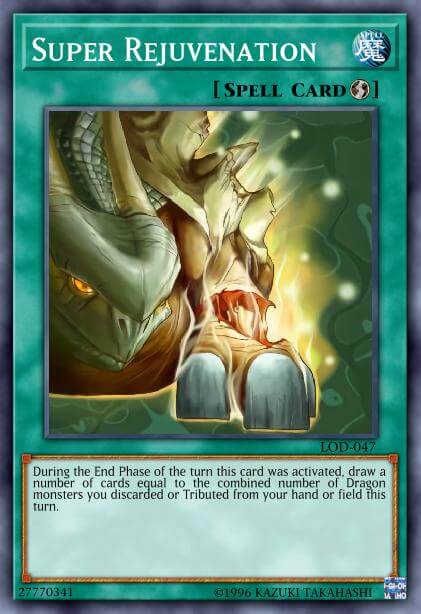 SUPER REJUVENATION
SPELL
魔
[SPELL CARD]
LOD-047
During the End Phase of the turn this card was activated, draw a
number of cards equal to the combined number of Dragon
monsters you discarded or Tributed from your hand or field this
turn.
27770341
©1996 KAZUKI TAKAHASHI